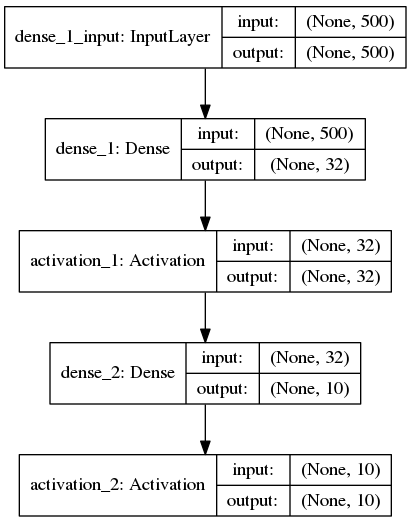 dense_1_input: InputLayer
input: (None, 500)
output: (None, 500)
dense_1: Dense
input: (None, 500)
output: (None, 32)
activation_1: Activation
input: (None, 32)
output: (None, 32)
dense_2: Dense
input: (None, 32)
output: (None, 10)
activation_2: Activation
input: (None, 10)
output: (None, 10)